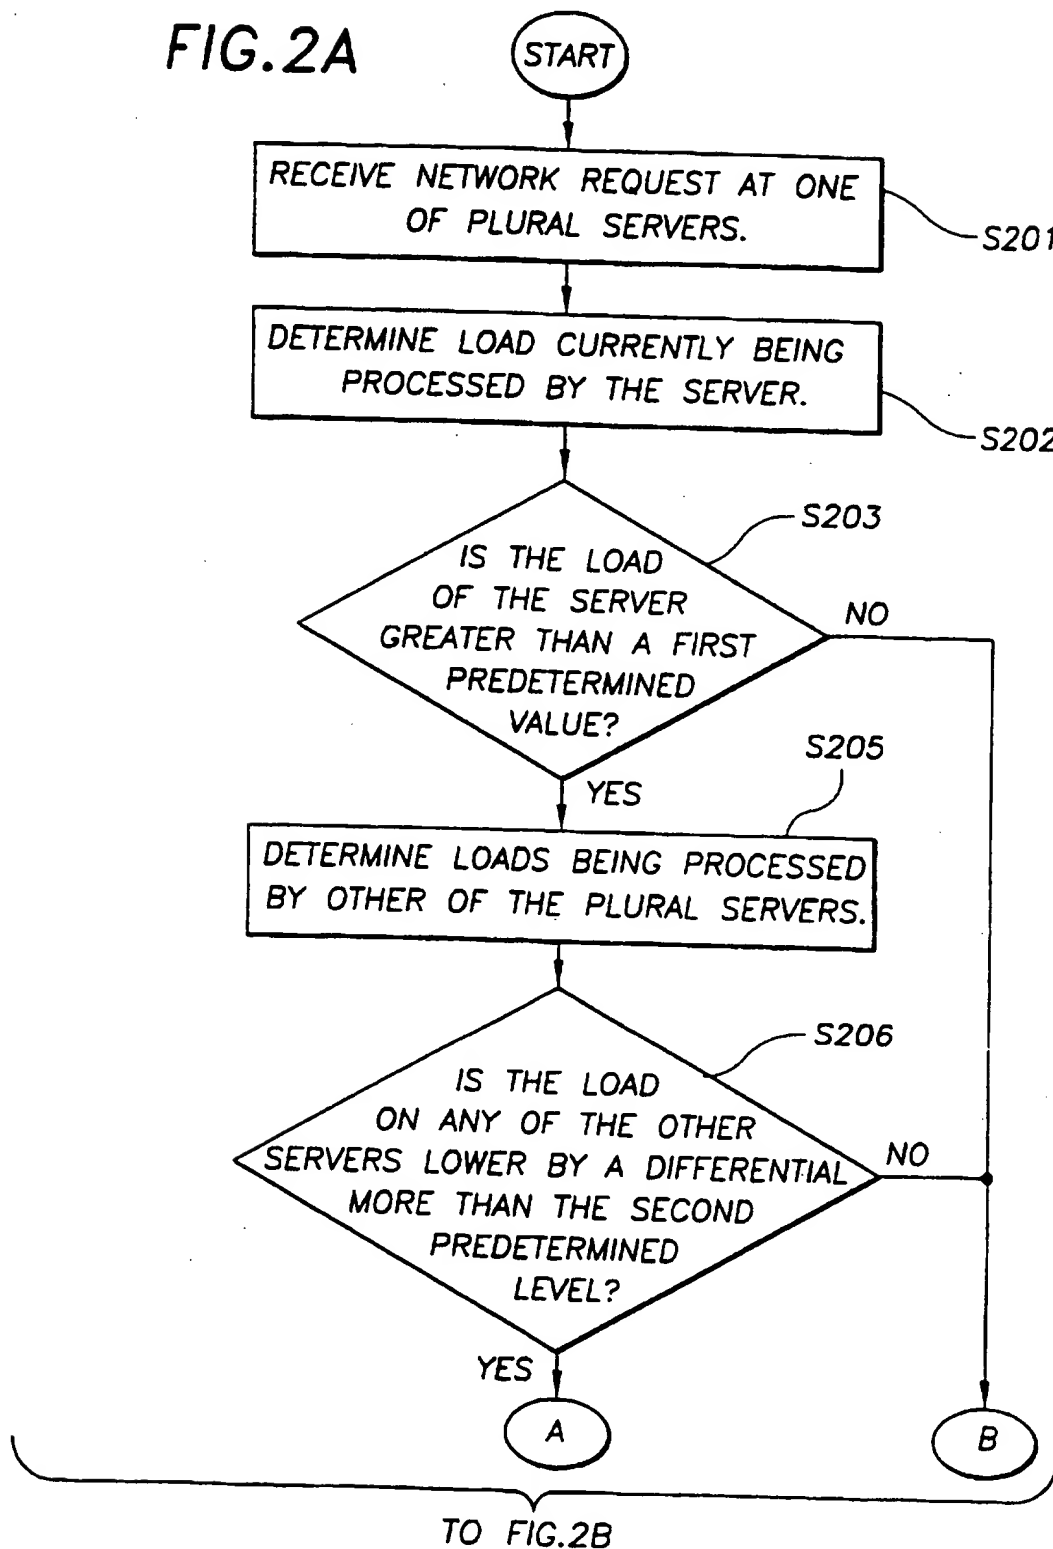 FIG.2A
START
RECEIVE NETWORK REQUEST AT ONE
OF PLURAL SERVERS.
S201
DETERMINE LOAD CURRENTLY BEING
PROCESSED BY THE SERVER.
S202
S203
IS THE LOAD
OF THE SERVER
GREATER THAN A FIRST
PREDETERMINED
VALUE?
NO
YES
S205
DETERMINE LOADS BEING PROCESSED
BY OTHER OF THE PLURAL SERVERS.
S206
IS THE LOAD
ON ANY OF THE OTHER
SERVERS LOWER BY A DIFFERENTIAL
MORE THAN THE SECOND
PREDETERMINED
LEVEL?
NO
YES
A
B
TO FIG.2B